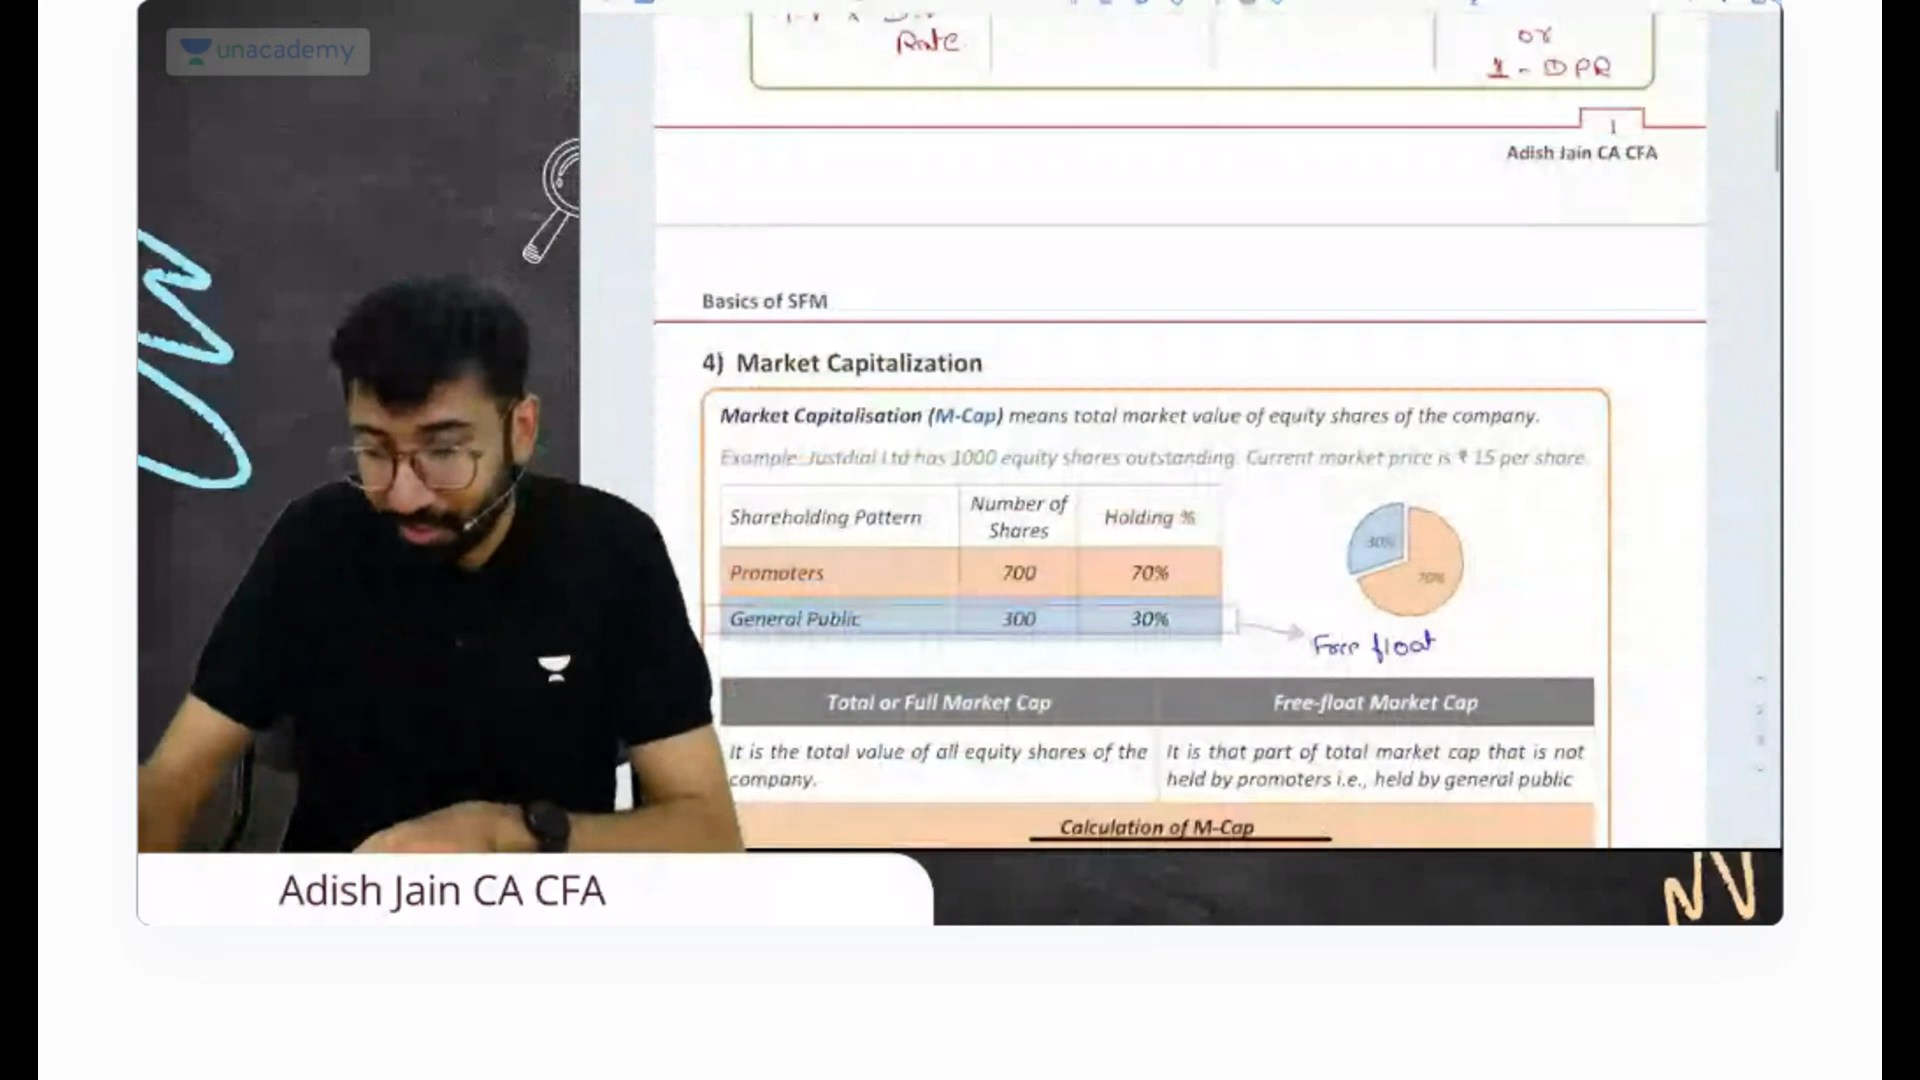 unacademy
Rate
or
1 - DPR
1
Adish Jain CA CFA
Basics of SFM
4) Market Capitalization
Market Capitalisation (M-Cap) means total market value of equity shares of the company.
Example: Justdial Ltd has 1000 equity shares outstanding. Current market price is ₹ 15 per share.
Shareholding Pattern Number of Shares Holding %
Promoters 700 70%
General Public 300 30%
30%
70%
Free float
Total or Full Market Cap Free-float Market Cap
It is the total value of all equity shares of the company.
It is that part of total market cap that is not held by promoters i.e., held by general public
Calculation of M-Cap
Adish Jain CA CFA